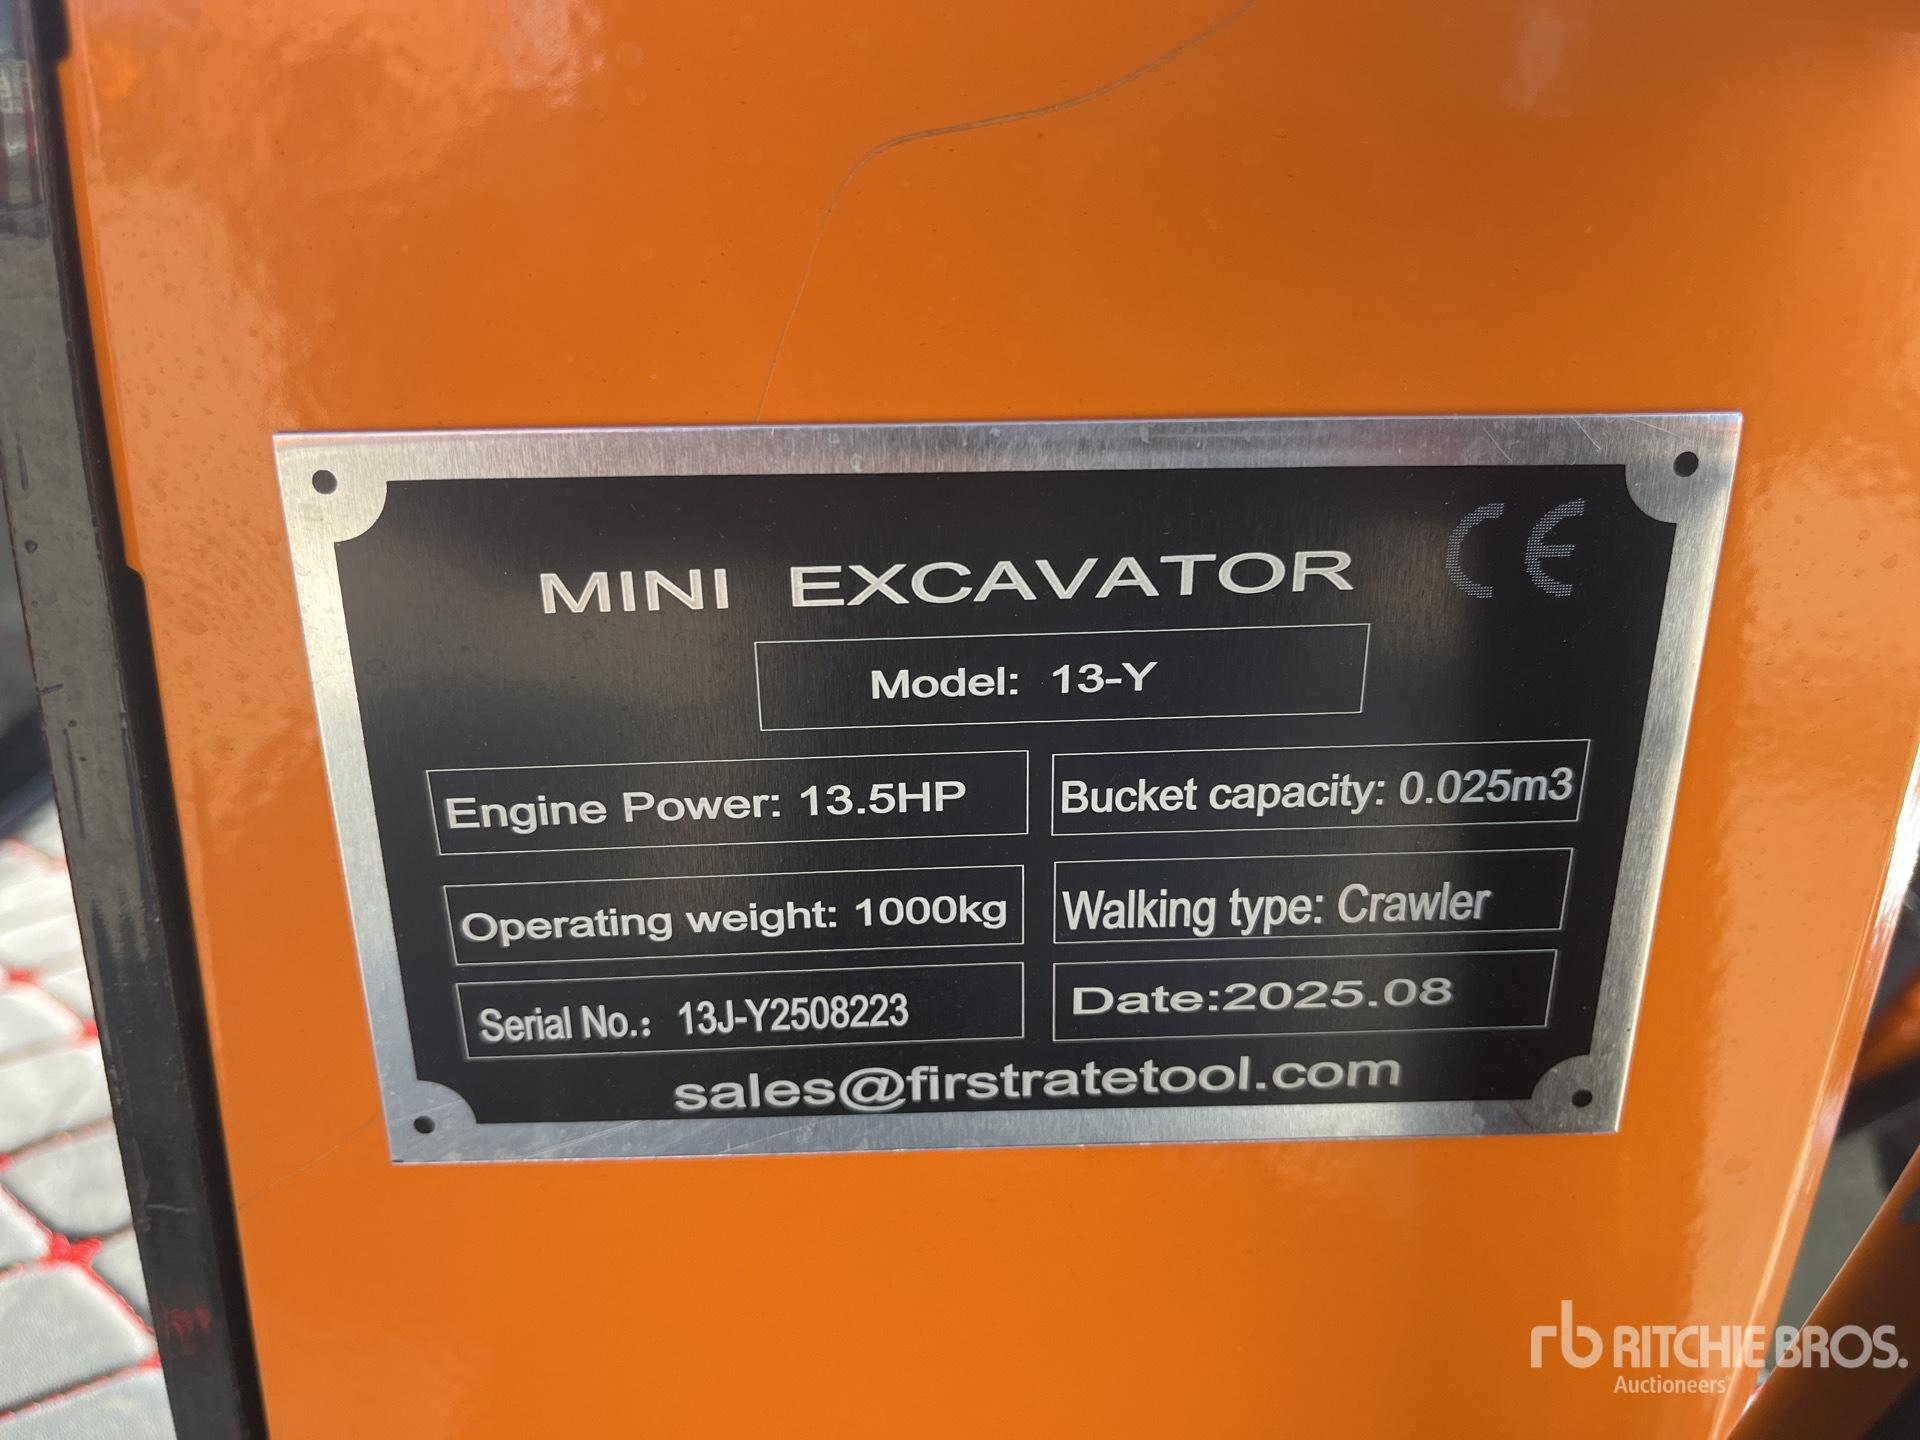 CE
MINI EXCAVATOR
Model: 13-Y
Engine Power: 13.5HP
Bucket capacity: 0.025m3
Operating weight: 1000kg
Walking type: Crawler
Serial No.: 13J-Y2508223
Date:2025.08
sales@firstratetool.com
rb RITCHIE BROS.
Auctioneers